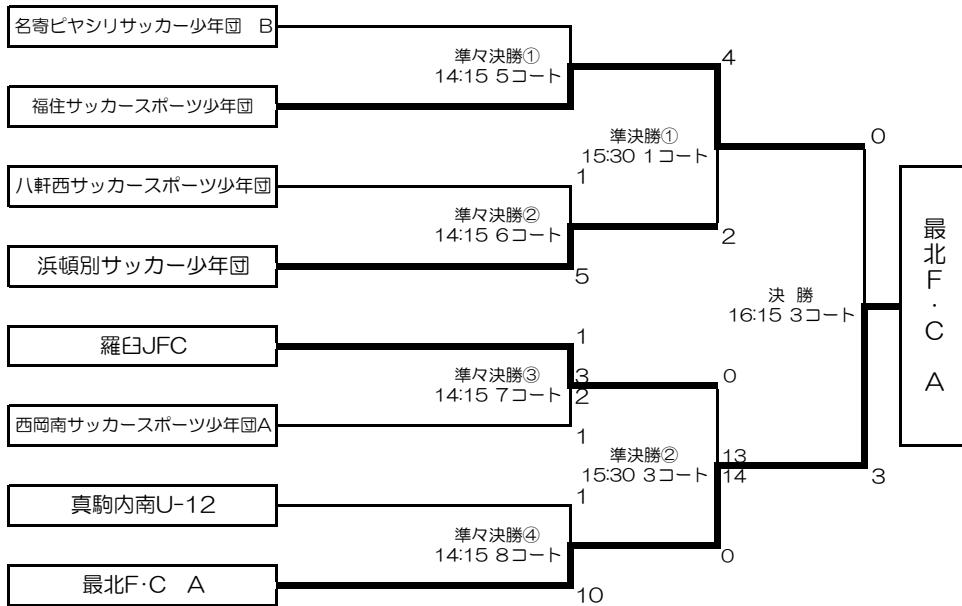 名寄ピヤシリサッカー少年団　B
準々決勝①
14:15 5コート
4
福住サッカースポーツ少年団
準決勝①
15:30 1コート
0
八軒西サッカースポーツ少年団
1
準々決勝②
14:15 6コート
2
浜頓別サッカー少年団
5
決 勝
16:15 3コート
最北F・C　A
羅臼JFC
1
準々決勝③
14:15 7コート
3
2
0
西岡南サッカースポーツ少年団A
1
準決勝②
15:30 3コート
13
14
3
真駒内南U-12
1
準々決勝④
14:15 8コート
0
最北F・C　A
10